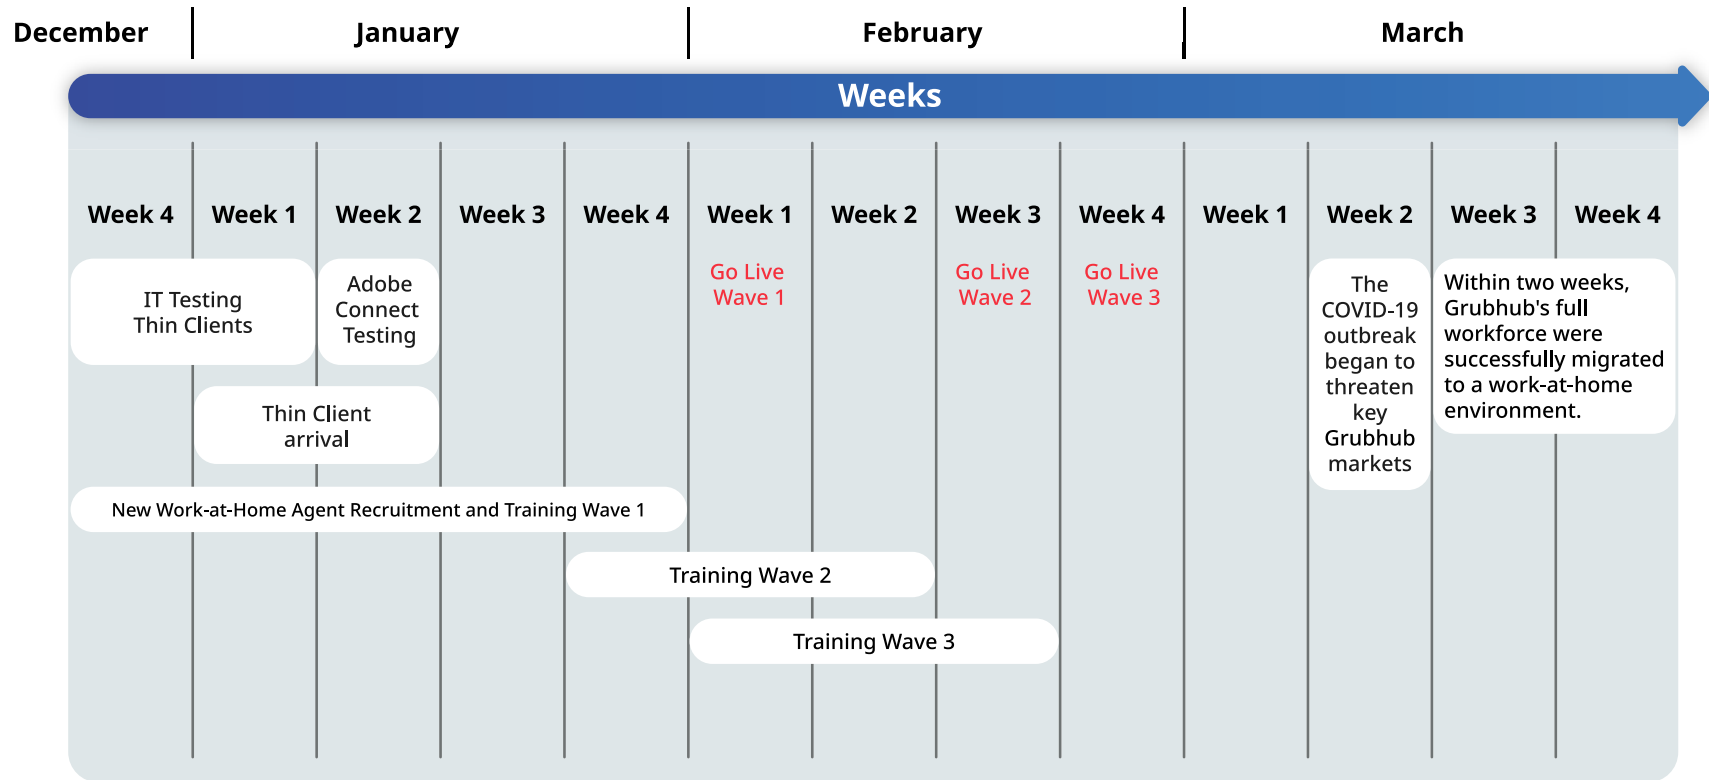 December
January
February
March
Weeks
Week 4
Week 1
Week 2
Week 3
Week 4
Week 1
Week 2
Week 3
Week 4
Week 1
Week 2
Week 3
Week 4
IT Testing
Thin Clients
Adobe
Connect
Testing
Go Live
Wave 1
Go Live
Wave 2
Go Live
Wave 3
The
COVID-19
outbreak
began to
threaten
key
Grubhub
markets
Within two weeks,
Grubhub's full
workforce were
successfully migrated
to a work-at-home
environment.
Thin Client
arrival
New Work-at-Home Agent Recruitment and Training Wave 1
Training Wave 2
Training Wave 3